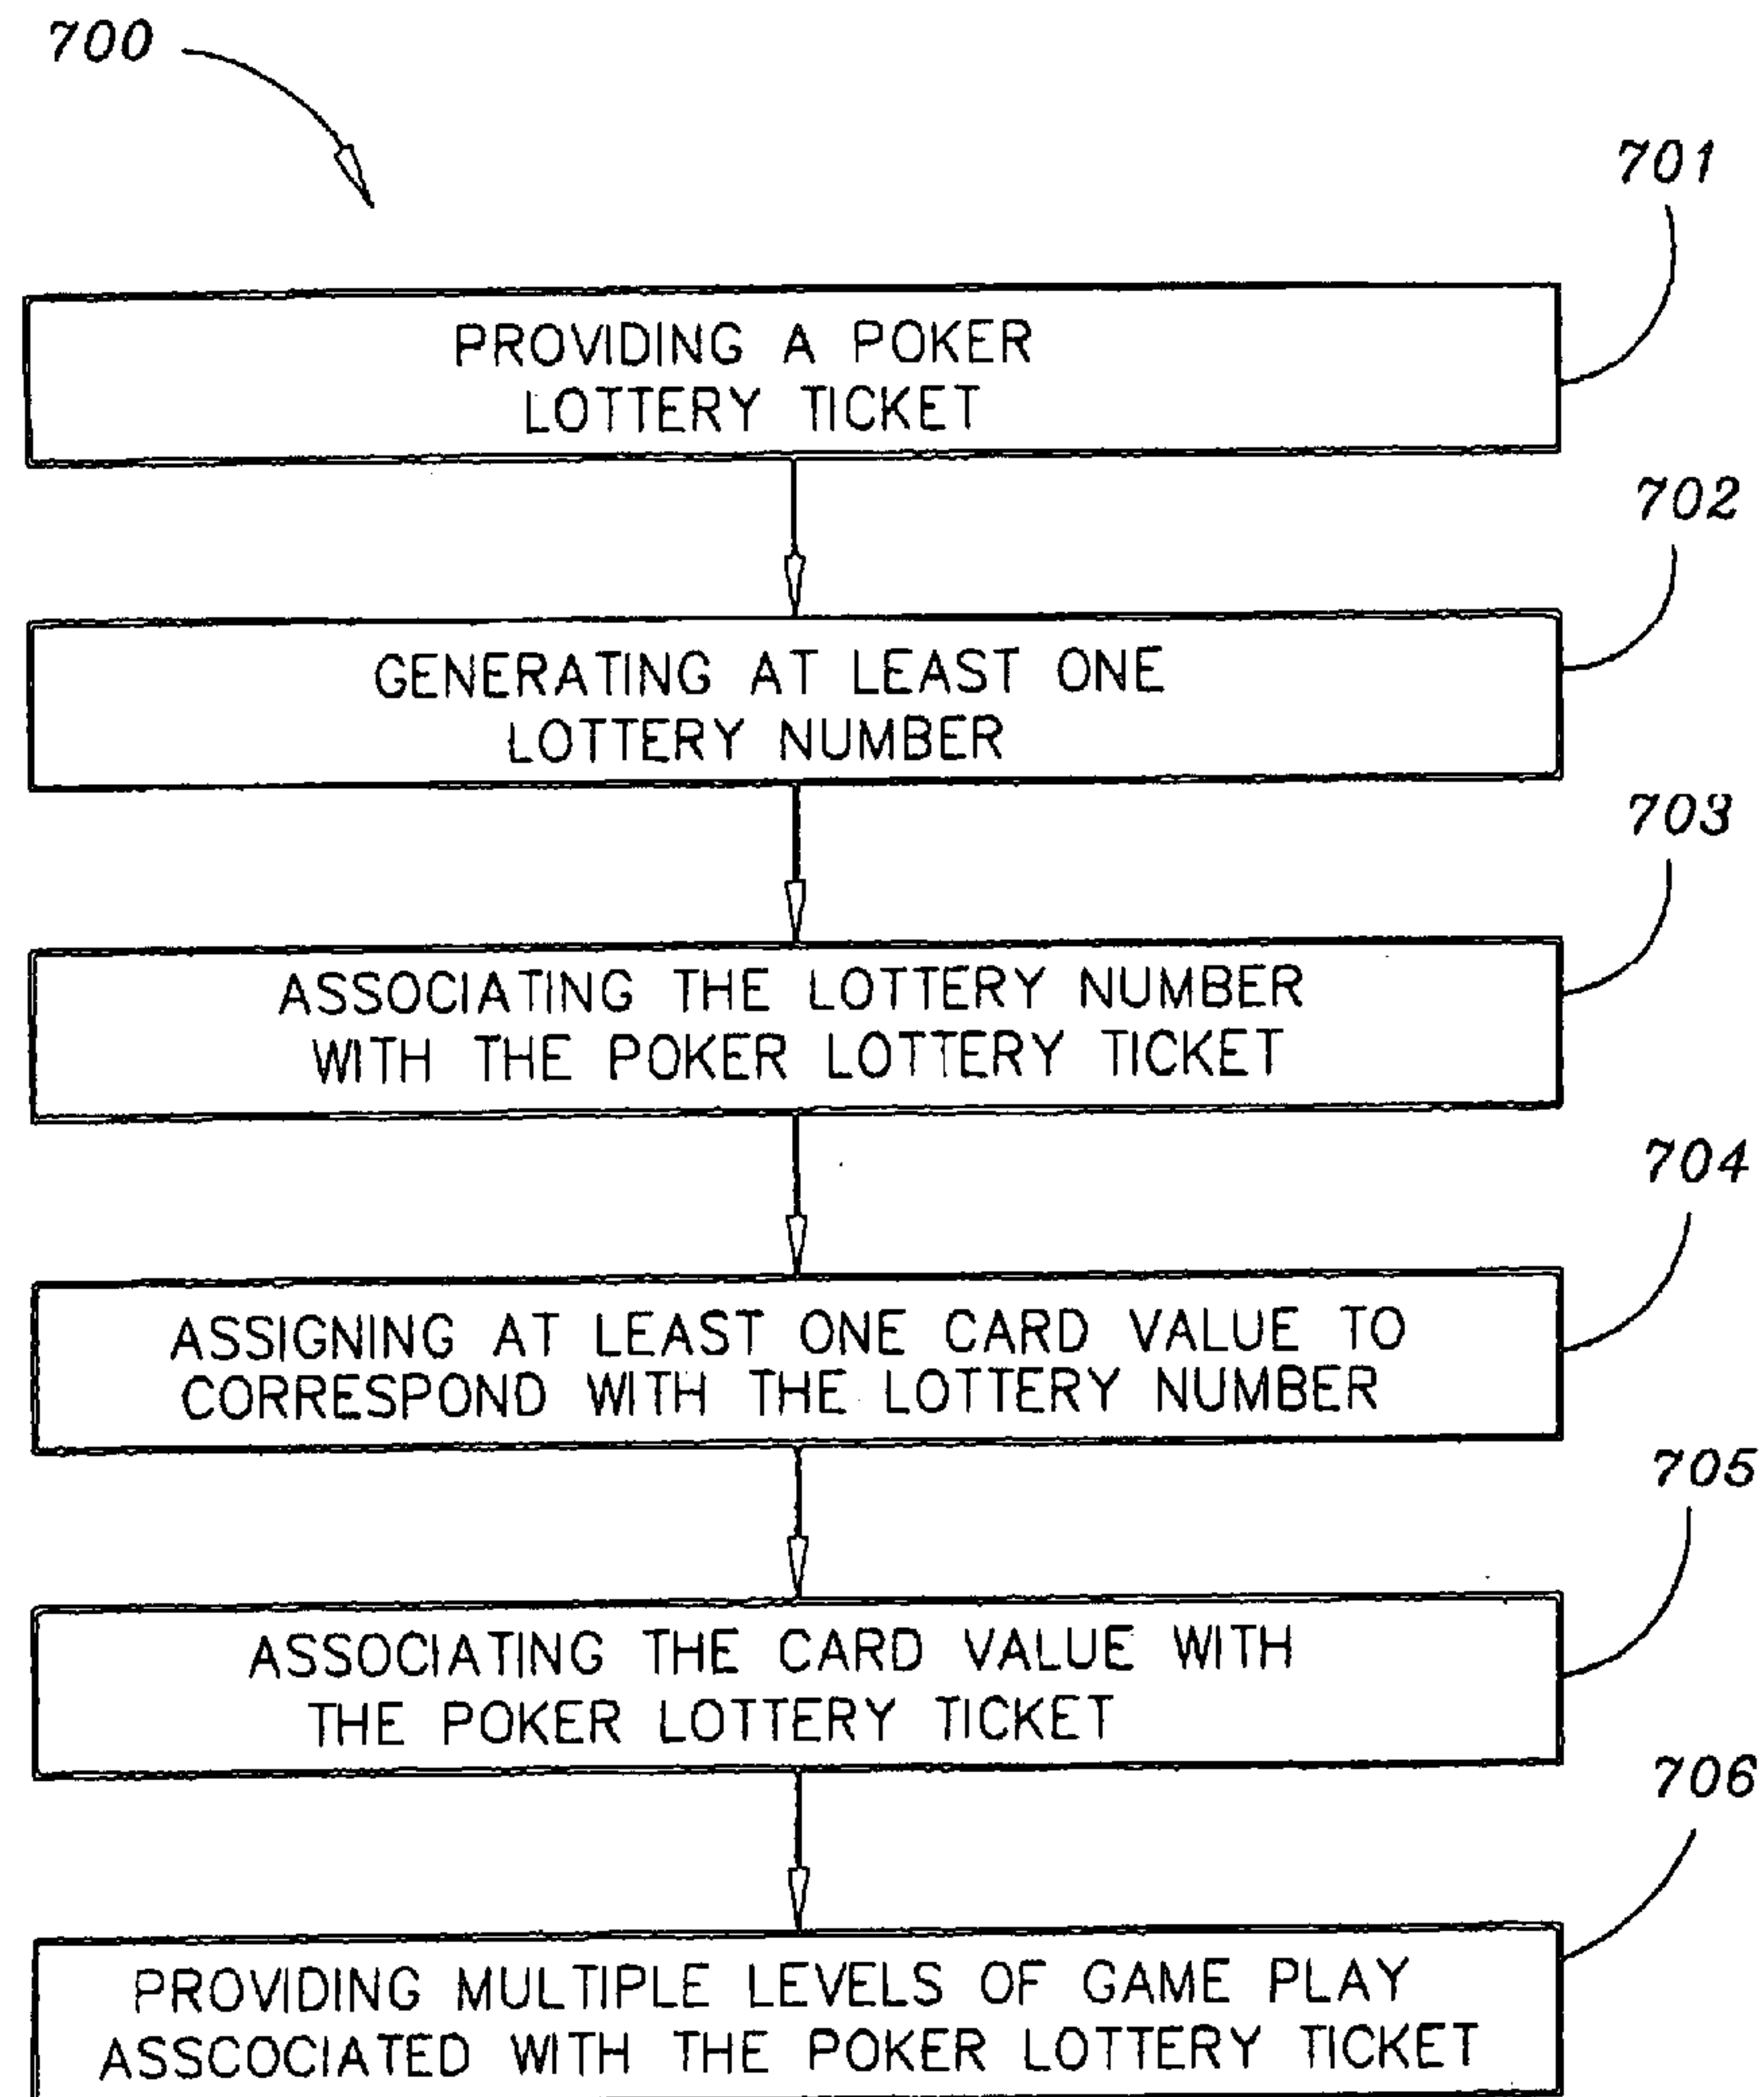 700
701
PROVIDING A POKER
LOTTERY TICKET
702
GENERATING AT LEAST ONE
LOTTERY NUMBER
703
ASSOCIATING THE LOTTERY NUMBER
WITH THE POKER LOTTERY TICKET
704
ASSIGNING AT LEAST ONE CARD VALUE TO
CORRESPOND WITH THE LOTTERY NUMBER
705
ASSOCIATING THE CARD VALUE WITH
THE POKER LOTTERY TICKET
706
PROVIDING MULTIPLE LEVELS OF GAME PLAY
ASSCOCIATED WITH THE POKER LOTTERY TICKET